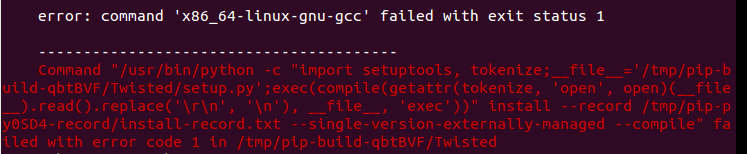 error: command 'x86_64-linux-gnu-gcc' failed with exit status 1
----------------------------------------
Command "/usr/bin/python -c "import setuptools, tokenize;__file__='/tmp/pip-b
uild-qbtBVF/Twisted/setup.py';exec(compile(getattr(tokenize, 'open', open)(__file
__).read().replace('\r\n', '\n'), __file__, 'exec'))" install --record /tmp/pip-p
y0SD4-record/install-record.txt --single-version-externally-managed --compile" fa
iled with error code 1 in /tmp/pip-build-qbtBVF/Twisted